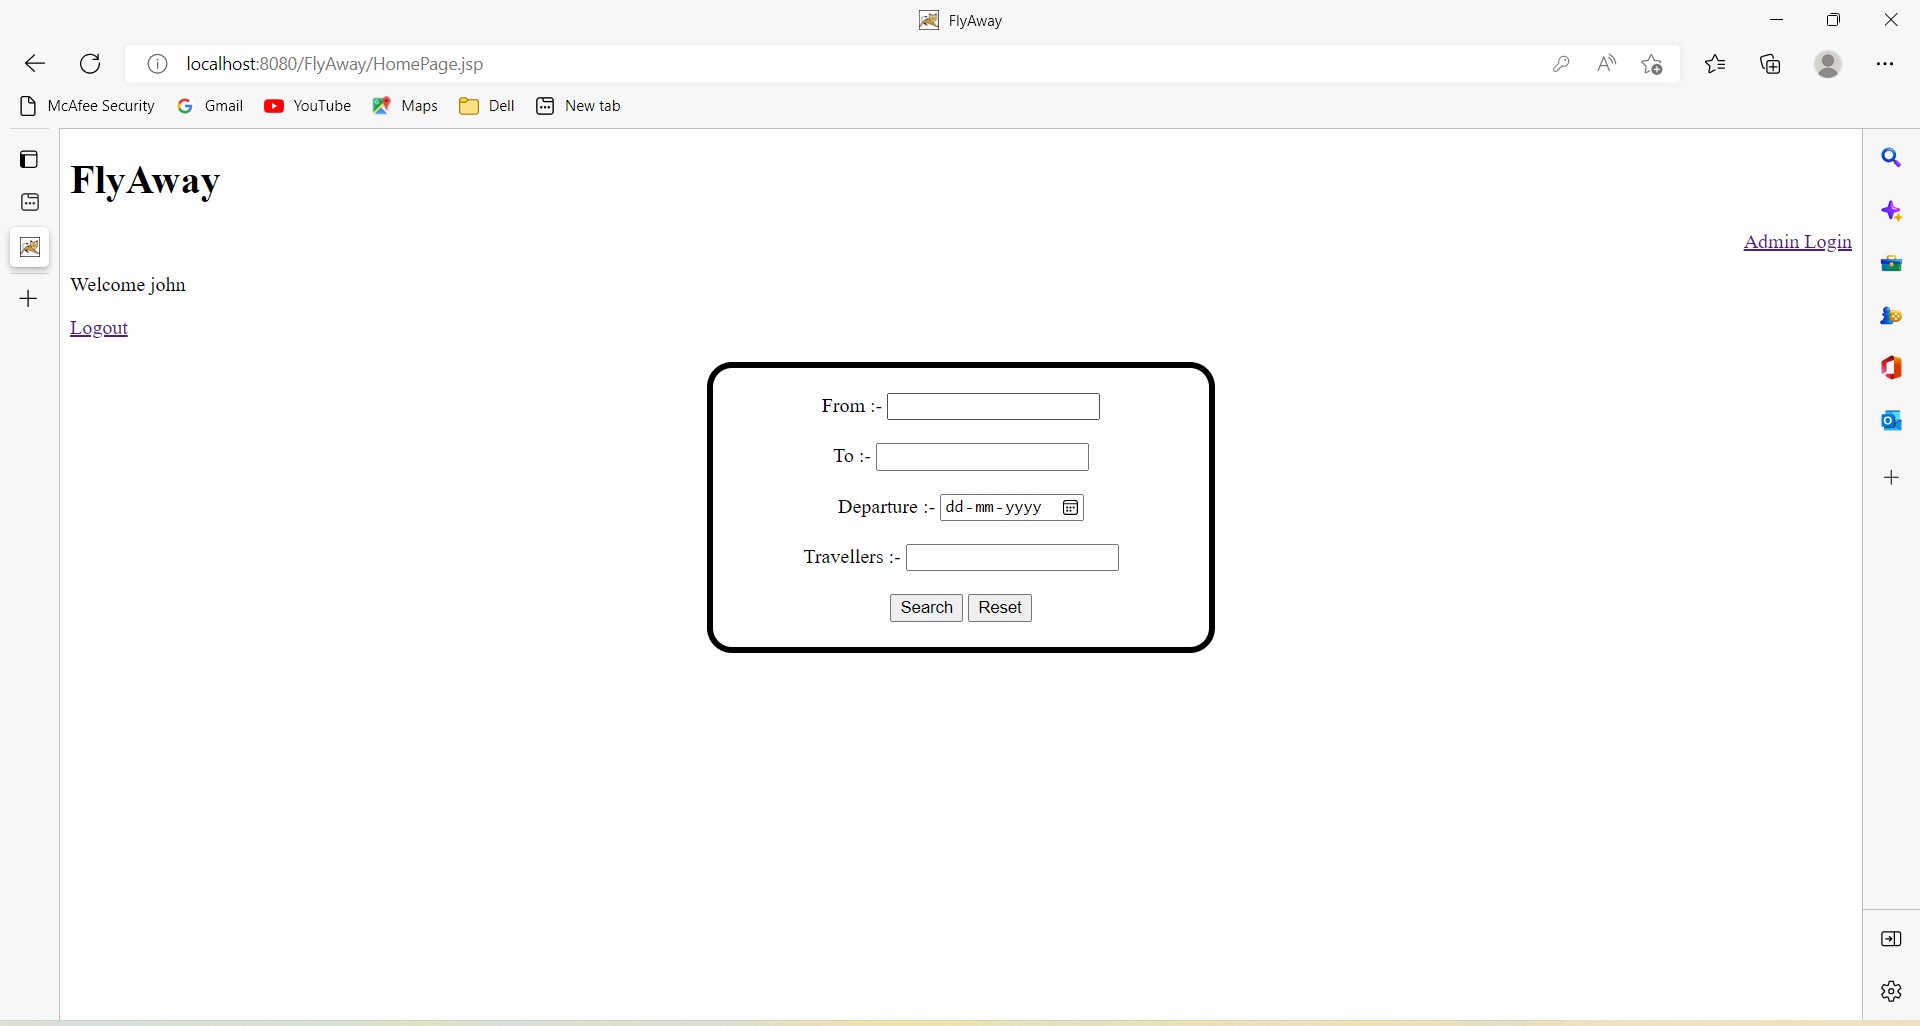 FlyAway
localhost:8080/FlyAway/HomePage.jsp
McAfee Security Gmail YouTube Maps Dell New tab
FlyAway
Admin Login
Welcome john
Logout
From :-
To :-
Departure :- dd-mm-yyyy
Travellers :-
Search Reset